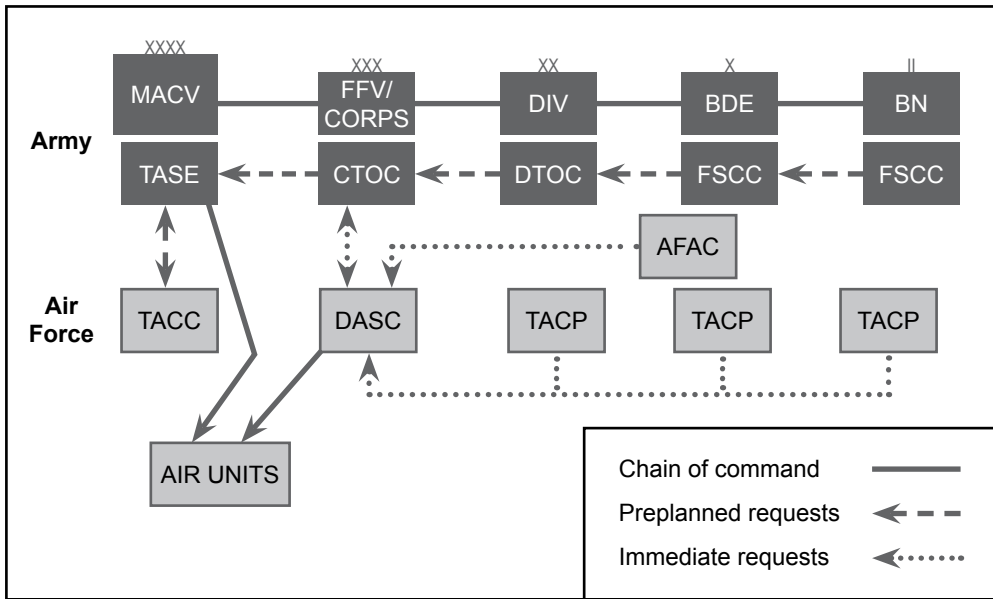 XXXX
XXX
XX
X
II
MACV
FFV/
CORPS
DIV
BDE
BN
Army
TASE
CTOC
DTOC
FSCC
FSCC
AFAC
Air
Force
TACC
DASC
TACP
TACP
TACP
AIR UNITS
Chain of command
Preplanned requests
Immediate requests